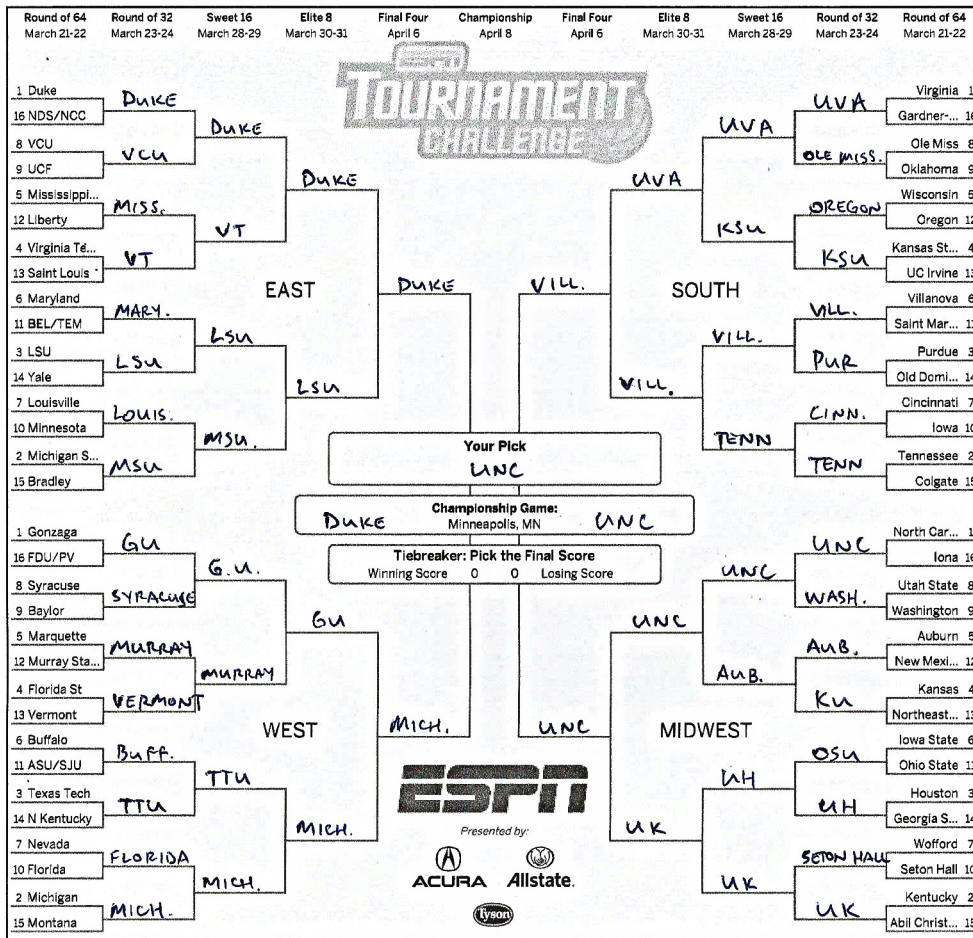 Round of 64 Round of 32 Sweet 16 Elite 8 Final Four Championship Final Four Elite 8 Sweet 16 Round of 32 Round of 64
March 21-22 March 23-24 March 28-29 March 30-31 April 6 April 8 April 6 March 30-31 March 28-29 March 23-24 March 21-22
ESPN
TOURNAMENT
CHALLENGE
1 Duke
16 NDS/NCC
8 VCU
9 UCF
5 Mississippi...
12 Liberty
4 Virginia Te...
13 Saint Louis
6 Maryland
11 BEL/TEM
3 LSU
14 Yale
7 Louisville
10 Minnesota
2 Michigan S...
15 Bradley
DUKE
VCU
MISS.
VT
MARY.
LSU
LOUIS.
MSU
DUKE
VT
LSU
MSU.
DUKE
LSU
EAST
DUKE
1 Gonzaga
16 FDU/PV
8 Syracuse
9 Baylor
5 Marquette
12 Murray Sta...
4 Florida St
13 Vermont
6 Buffalo
11 ASU/SJU
3 Texas Tech
14 N Kentucky
7 Nevada
10 Florida
2 Michigan
15 Montana
GU
SYRACUSE
MURRAY
VERMONT
BUFF.
TTU
FLORIDA
MICH.
G.U.
MURRAY
TTU
MICH.
GU
MICH.
WEST
MICH.
Your Pick
UNC
Championship Game:
DUKE Minneapolis, MN UNC
Tiebreaker: Pick the Final Score
Winning Score 0 0 Losing Score
VILL.
SOUTH
UVA
VILL.
UVA
KSU
VILL.
TENN
UVA
OLE MISS.
OREGON
KSU
VILL.
PUR
CINN.
TENN
Virginia 1
Gardner-... 16
Ole Miss 8
Oklahoma 9
Wisconsin 5
Oregon 12
Kansas St... 4
UC Irvine 13
Villanova 6
Saint Mar... 11
Purdue 3
Old Domi... 14
Cincinnati 7
Iowa 10
Tennessee 2
Colgate 15
UNC
MIDWEST
UNC
UK
UNC
AUB.
UH
UK
UNC
WASH.
AUB.
KU
OSU
UH
SETON HALL
UK
North Car... 1
Iona 16
Utah State 8
Washington 9
Auburn 5
New Mexi... 12
Kansas 4
Northeast... 13
Iowa State 6
Ohio State 11
Houston 3
Georgia S... 14
Wofford 7
Seton Hall 10
Kentucky 2
Abil Christ... 15
ESPN
Presented by:
ACURA Allstate.
Tyson